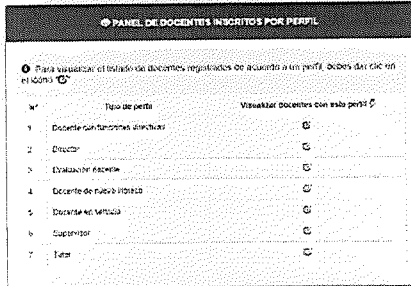 PANEL DE DOCENTES INSCRITOS POR PERFIL
Para visualizar el listado de docentes registrados de acuerdo a un perfil, debes dar clic en
el icono
N° Tipo de perfil Visualizar docentes con este perfil
1 Docente con funciones directivas
2 Director
3 Evaluación docente
4 Docente de nuevo ingreso
5 Docente en servicio
6 Supervisor
7 Tutor